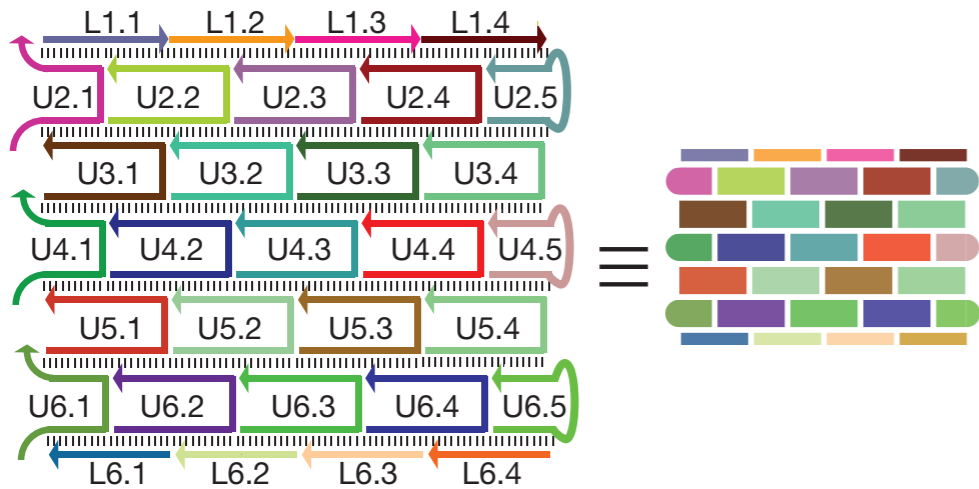 L1.1 L1.2 L1.3 L1.4
U2.1 U2.2 U2.3 U2.4 U2.5
U3.1 U3.2 U3.3 U3.4
U4.1 U4.2 U4.3 U4.4 U4.5
U5.1 U5.2 U5.3 U5.4
U6.1 U6.2 U6.3 U6.4 U6.5
L6.1 L6.2 L6.3 L6.4